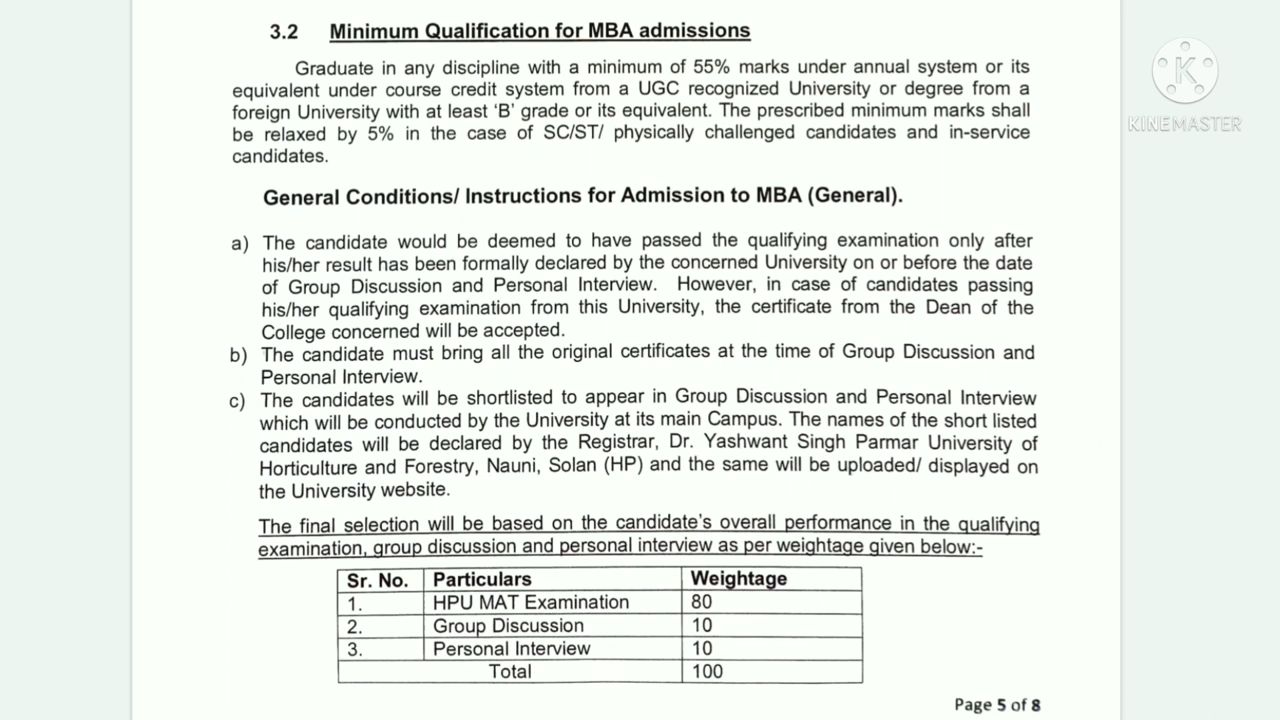 3.2 Minimum Qualification for MBA admissions
Graduate in any discipline with a minimum of 55% marks under annual system or its
equivalent under course credit system from a UGC recognized University or degree from a
foreign University with at least ‘B’ grade or its equivalent. The prescribed minimum marks shall
be relaxed by 5% in the case of SC/ST/ physically challenged candidates and in-service
candidates.
General Conditions/ Instructions for Admission to MBA (General).
a) The candidate would be deemed to have passed the qualifying examination only after
his/her result has been formally declared by the concerned University on or before the date
of Group Discussion and Personal Interview. However, in case of candidates passing
his/her qualifying examination from this University, the certificate from the Dean of the
College concerned will be accepted.
b) The candidate must bring all the original certificates at the time of Group Discussion and
Personal Interview.
c) The candidates will be shortlisted to appear in Group Discussion and Personal Interview
which will be conducted by the University at its main Campus. The names of the short listed
candidates will be declared by the Registrar, Dr. Yashwant Singh Parmar University of
Horticulture and Forestry, Nauni, Solan (HP) and the same will be uploaded/ displayed on
the University website.
The final selection will be based on the candidate's overall performance in the qualifying
examination, group discussion and personal interview as per weightage given below:-
Sr. No. Particulars Weightage
1. HPU MAT Examination 80
2. Group Discussion 10
3. Personal Interview 10
Total 100
Page 5 of 8
K
KINEMASTER